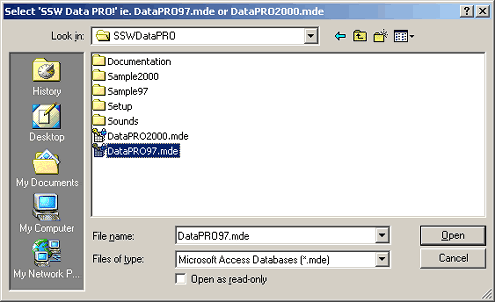 Select 'SSW Data PRO!' ie. DataPRO97.mde or DataPRO2000.mde
Look in:
SSWDataPRO
History
Desktop
My Documents
My Computer
My Network P...
Documentation
Sample2000
Sample97
Setup
Sounds
DataPRO2000.mde
DataPRO97.mde
File name:
DataPRO97.mde
Open
Files of type:
Microsoft Access Databases (*.mde)
Cancel
Open as read-only